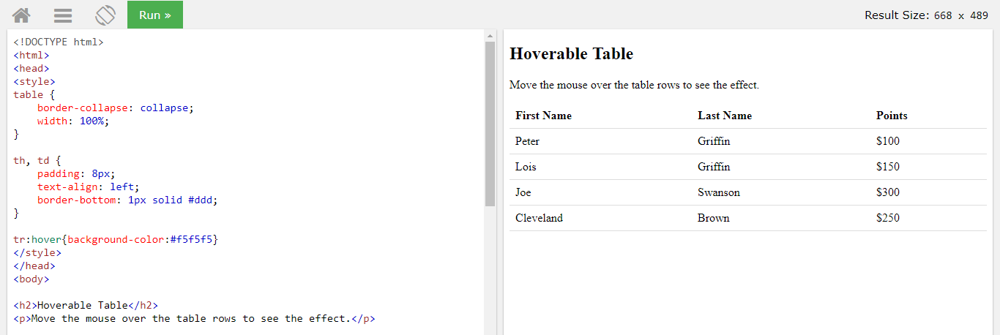 Run »
Result Size: 668 x 489
<!DOCTYPE html>
<html>
<head>
<style>
table {
    border-collapse: collapse;
    width: 100%;
}
th, td {
    padding: 8px;
    text-align: left;
    border-bottom: 1px solid #ddd;
}
tr:hover{background-color:#f5f5f5}
</style>
</head>
<body>
<h2>Hoverable Table</h2>
<p>Move the mouse over the table rows to see the effect.</p>
Hoverable Table
Move the mouse over the table rows to see the effect.
First Name Last Name Points
Peter Griffin $100
Lois Griffin $150
Joe Swanson $300
Cleveland Brown $250